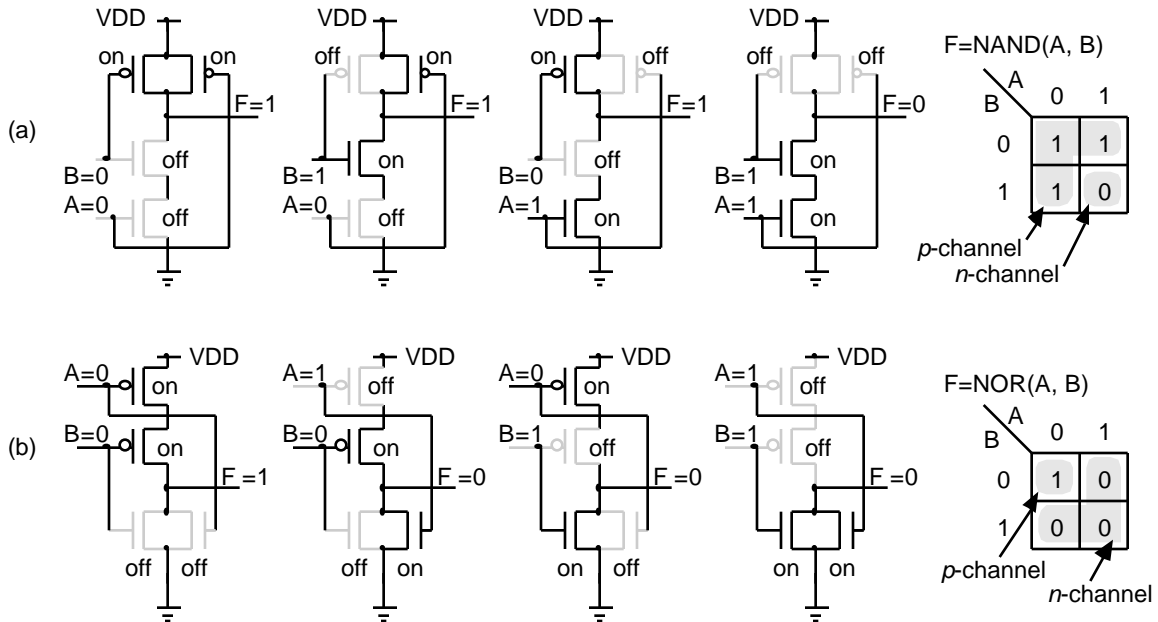 (a)
VDD
on
on
F=1
off
B=0
A=0
off
VDD
off
on
F=1
on
B=1
A=0
off
VDD
on
off
F=1
off
B=0
A=1
on
VDD
off
off
F=0
on
B=1
A=1
on
F=NAND(A, B)
A
B
0 1
0 1 1
1 1 0
p-channel
n-channel
(b)
VDD
A=0
on
B=0
on
F=1
off off
VDD
A=1
off
B=0
on
F=0
off on
VDD
A=0
on
B=1
off
F=0
on off
VDD
A=1
off
B=1
off
F=0
on on
F=NOR(A, B)
A
B
0 1
0 1 0
1 0 0
p-channel
n-channel